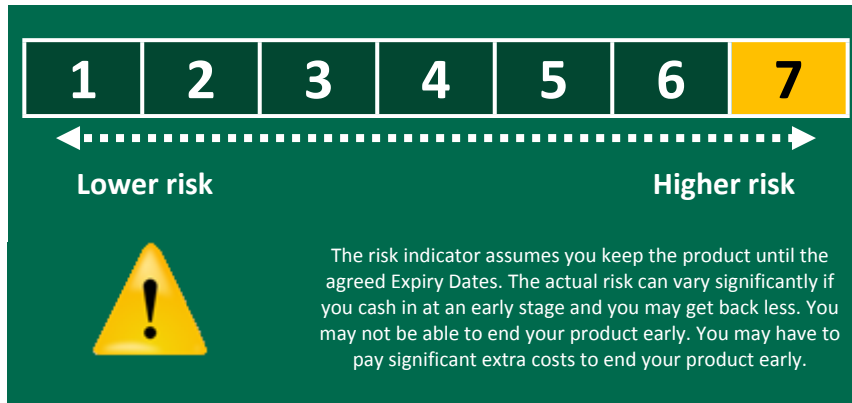 1 2 3 4 5 6 7
Lower risk Higher risk
The risk indicator assumes you keep the product until the
agreed Expiry Dates. The actual risk can vary significantly if
you cash in at an early stage and you may get back less. You
may not be able to end your product early. You may have to
pay significant extra costs to end your product early.